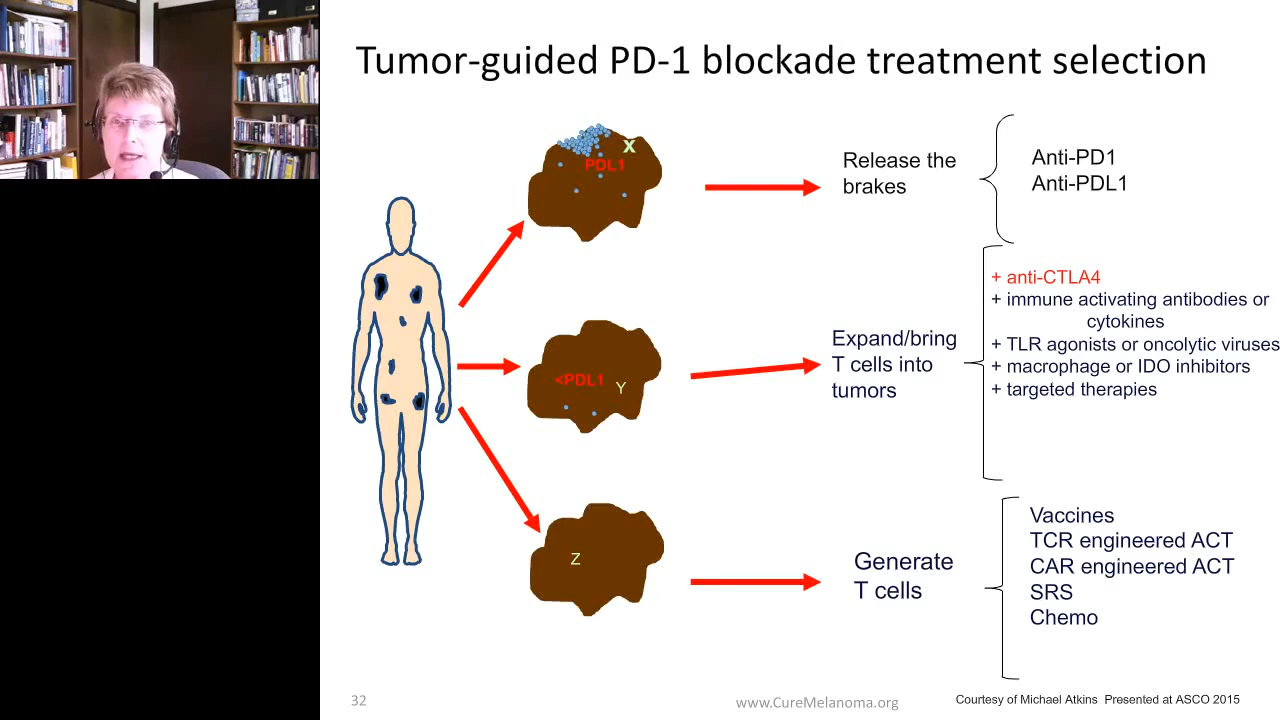 Tumor-guided PD-1 blockade treatment selection
X
PDL1
Release the
brakes
Anti-PD1
Anti-PDL1
<PDL1
Y
Expand/bring
T cells into
tumors
+ anti-CTLA4
+ immune activating antibodies or
cytokines
+ TLR agonists or oncolytic viruses
+ macrophage or IDO inhibitors
+ targeted therapies
Z
Generate
T cells
Vaccines
TCR engineered ACT
CAR engineered ACT
SRS
Chemo
32
www.CureMelanoma.org
Courtesy of Michael Atkins Presented at ASCO 2015